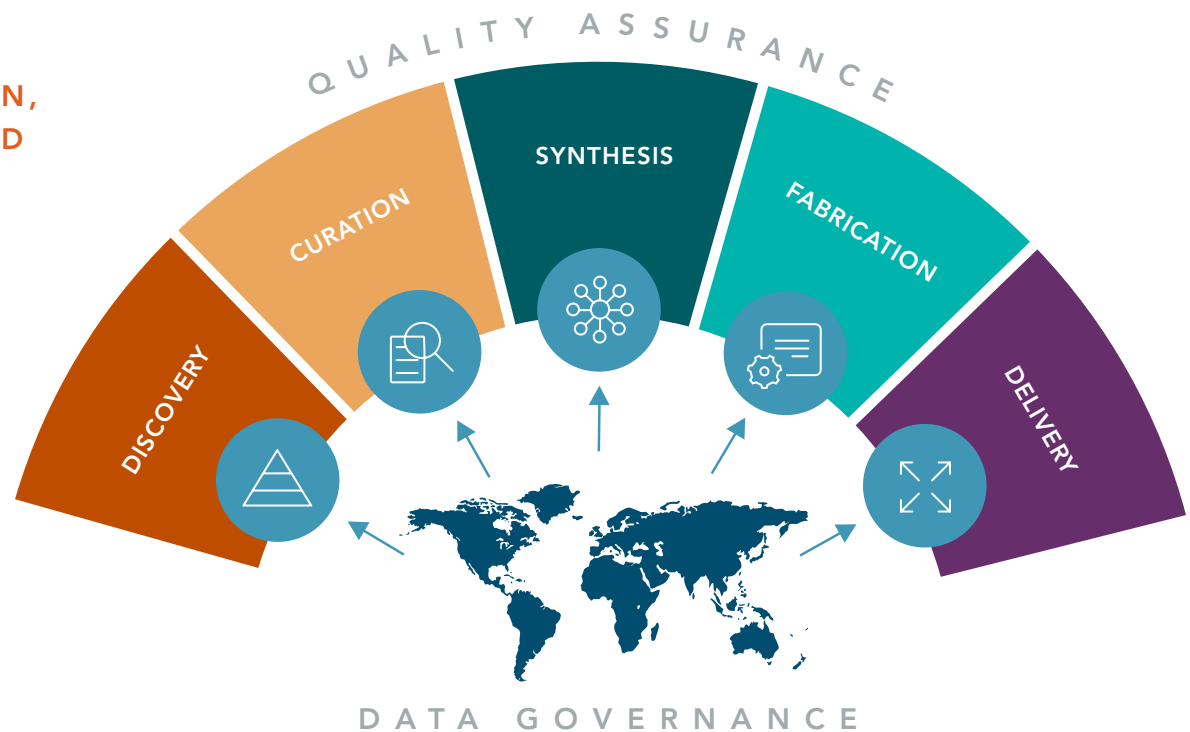 QUALITY ASSURANCE
N,
D
SYNTHESIS
CURATION
FABRICATION
DISCOVERY
DELIVERY
DATA GOVERNANCE